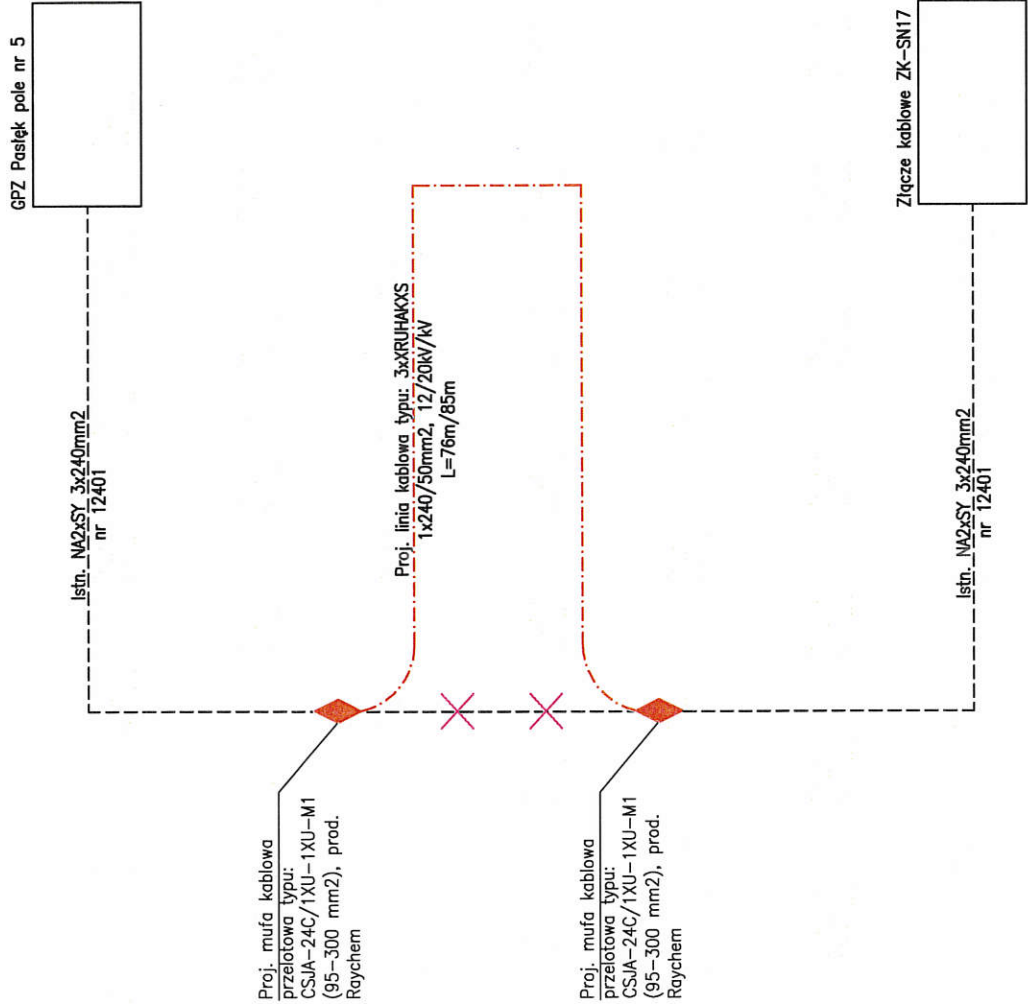 GPZ Pasłęk pole nr 5
Istn. NA2xSY 3x240mm2
nr 12401
Proj. linia kablowa typu: 3xXRUHAKXS
1x240/50mm2, 12/20kV/kV
L=76m/85m
Proj. mufa kablowa
przelotowa typu:
CSJA-24C/1XU-1XU-M1
(95-300 mm2), prod.
Raychem
Proj. mufa kablowa
przelotowa typu:
CSJA-24C/1XU-1XU-M1
(95-300 mm2), prod.
Raychem
Istn. NA2xSY 3x240mm2
nr 12401
Złącze kablowe ZK-SN17